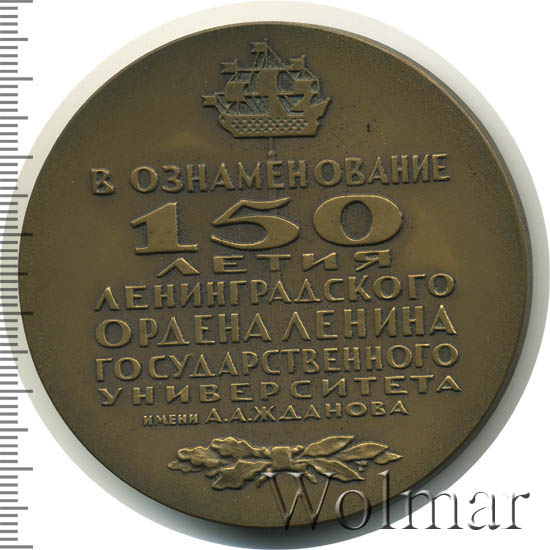 В ОЗНАМЕНОВАНИЕ
150
ЛЕТИЯ
ЛЕНИНГРАДСКОГО
ОРДЕНА ЛЕНИНА
ГОСУДАРСТВЕННОГО
УНИВЕРСИТЕТА
ИМЕНИ А.А.ЖДАНОВА
Wolmar